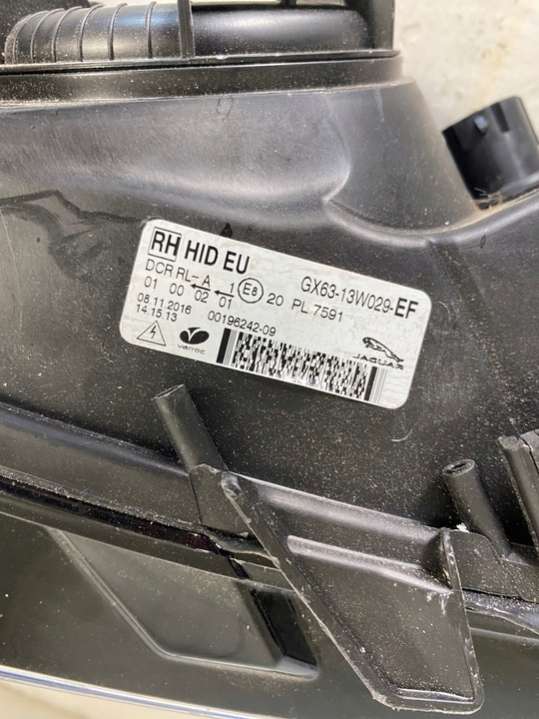 RH HID EU
GX63-13W029-EF
DCR RL-A 1 E8 20 PL 7591
01 00 02 01
08.11.2016
00196242-09
14.15.13
varroc
JAGUAR